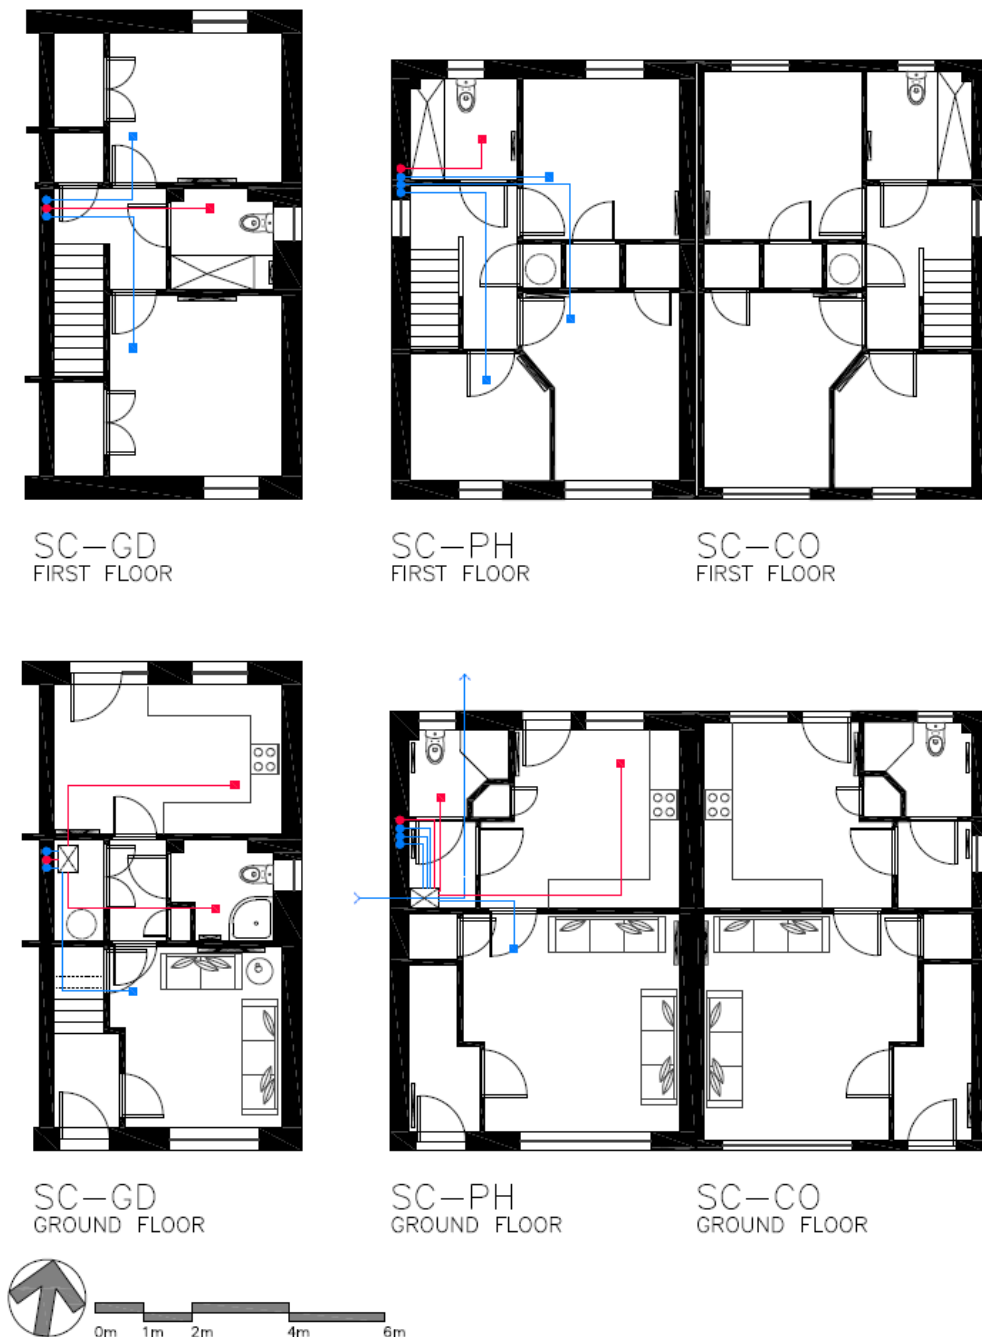 SC-GD
FIRST FLOOR
SC-PH
FIRST FLOOR
SC-CO
FIRST FLOOR
SC-GD
GROUND FLOOR
SC-PH
GROUND FLOOR
SC-CO
GROUND FLOOR
0m 1m 2m 4m 6m